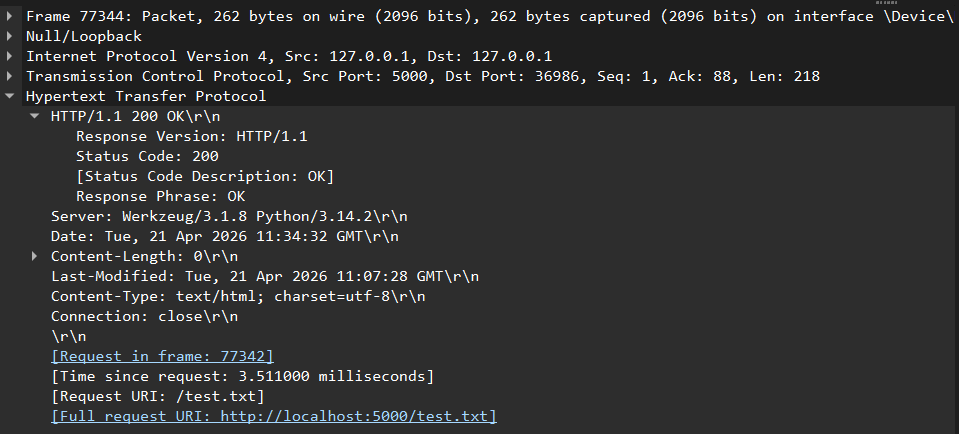 Frame 77344: Packet, 262 bytes on wire (2096 bits), 262 bytes captured (2096 bits) on interface \Device\
Null/Loopback
Internet Protocol Version 4, Src: 127.0.0.1, Dst: 127.0.0.1
Transmission Control Protocol, Src Port: 5000, Dst Port: 36986, Seq: 1, Ack: 88, Len: 218
Hypertext Transfer Protocol
HTTP/1.1 200 OK\r\n
Response Version: HTTP/1.1
Status Code: 200
[Status Code Description: OK]
Response Phrase: OK
Server: Werkzeug/3.1.8 Python/3.14.2\r\n
Date: Tue, 21 Apr 2026 11:34:32 GMT\r\n
Content-Length: 0\r\n
Last-Modified: Tue, 21 Apr 2026 11:07:28 GMT\r\n
Content-Type: text/html; charset=utf-8\r\n
Connection: close\r\n
\r\n
[Request in frame: 77342]
[Time since request: 3.511000 milliseconds]
[Request URI: /test.txt]
[Full request URI: http://localhost:5000/test.txt]